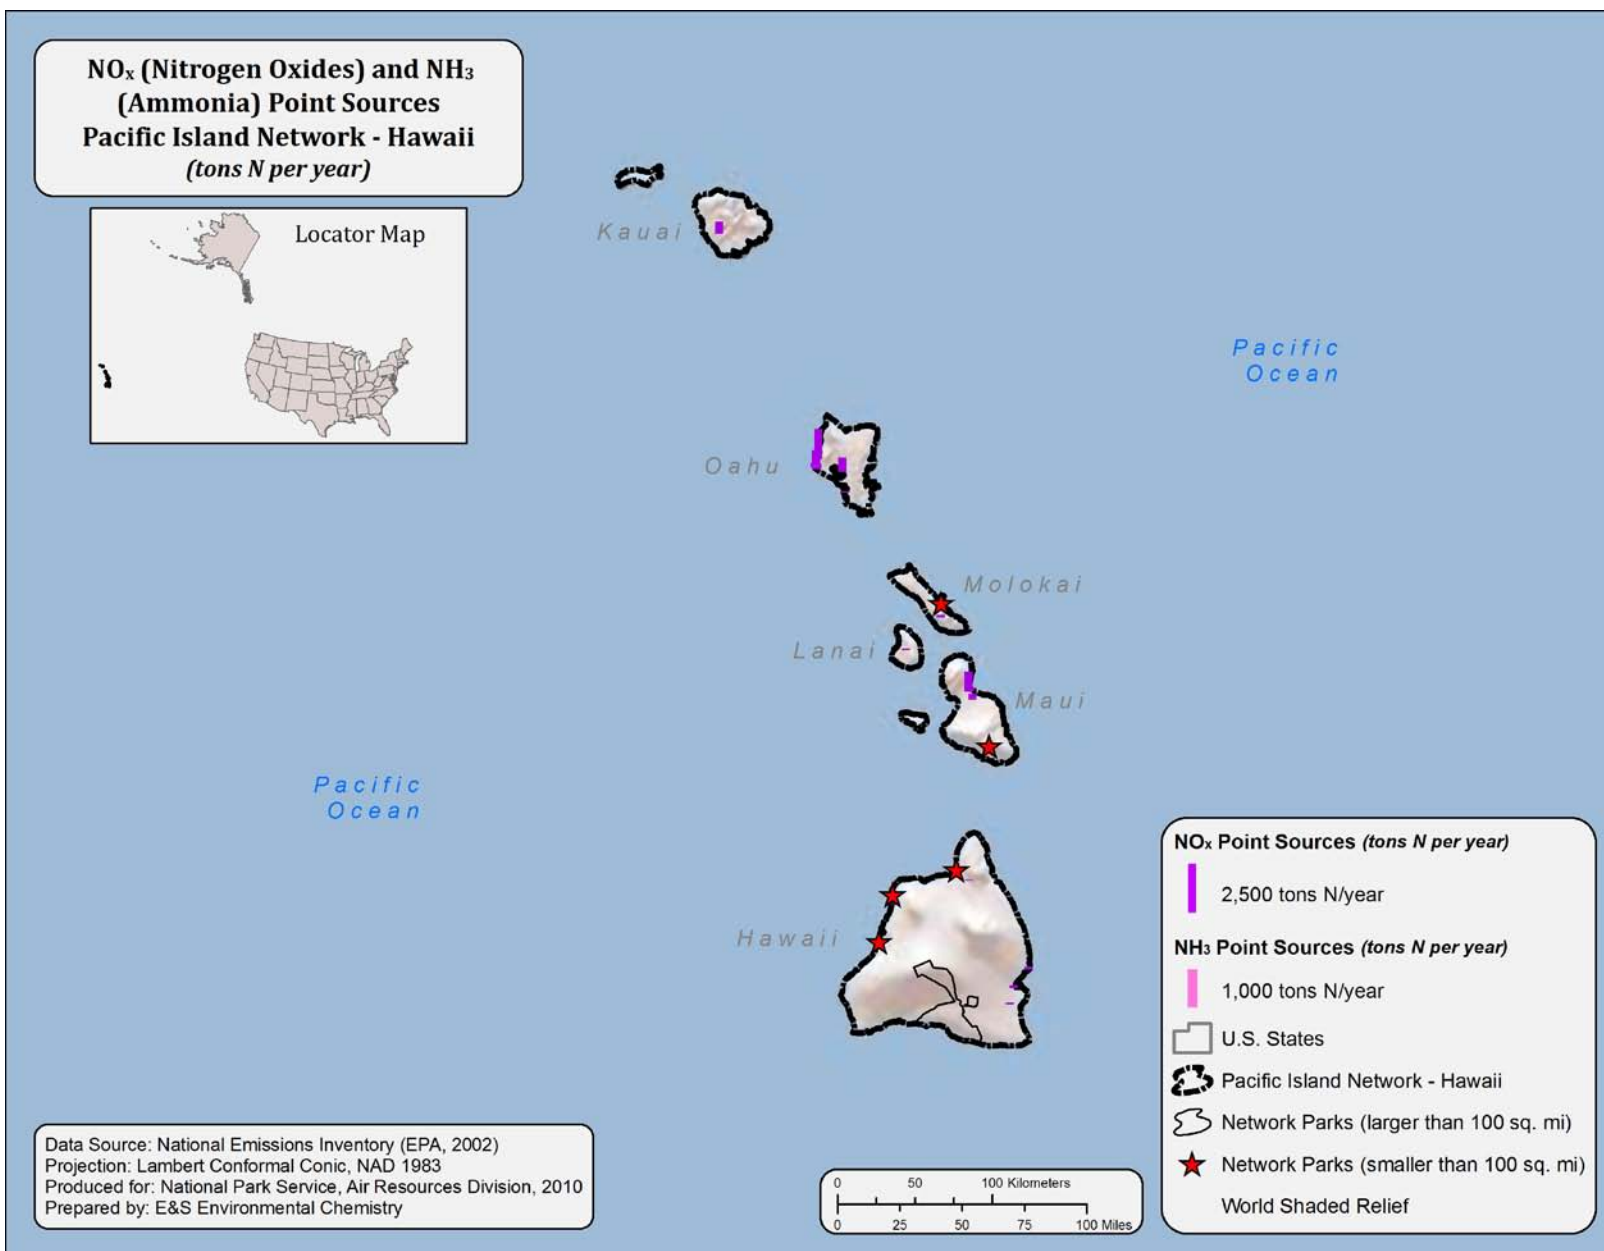 NOx (Nitrogen Oxides) and NH3
(Ammonia) Point Sources
Pacific Island Network - Hawaii
(tons N per year)
Locator Map
Kauai
Pacific
Ocean
Oahu
Molokai
Lanai
Maui
Pacific
Ocean
Hawaii
NOx Point Sources (tons N per year)
2,500 tons N/year
NH3 Point Sources (tons N per year)
1,000 tons N/year
U.S. States
Pacific Island Network - Hawaii
Network Parks (larger than 100 sq. mi)
Network Parks (smaller than 100 sq. mi)
World Shaded Relief
Data Source: National Emissions Inventory (EPA, 2002)
Projection: Lambert Conformal Conic, NAD 1983
Produced for: National Park Service, Air Resources Division, 2010
Prepared by: E&S Environmental Chemistry
0 50 100 Kilometers
0 25 50 75 100 Miles